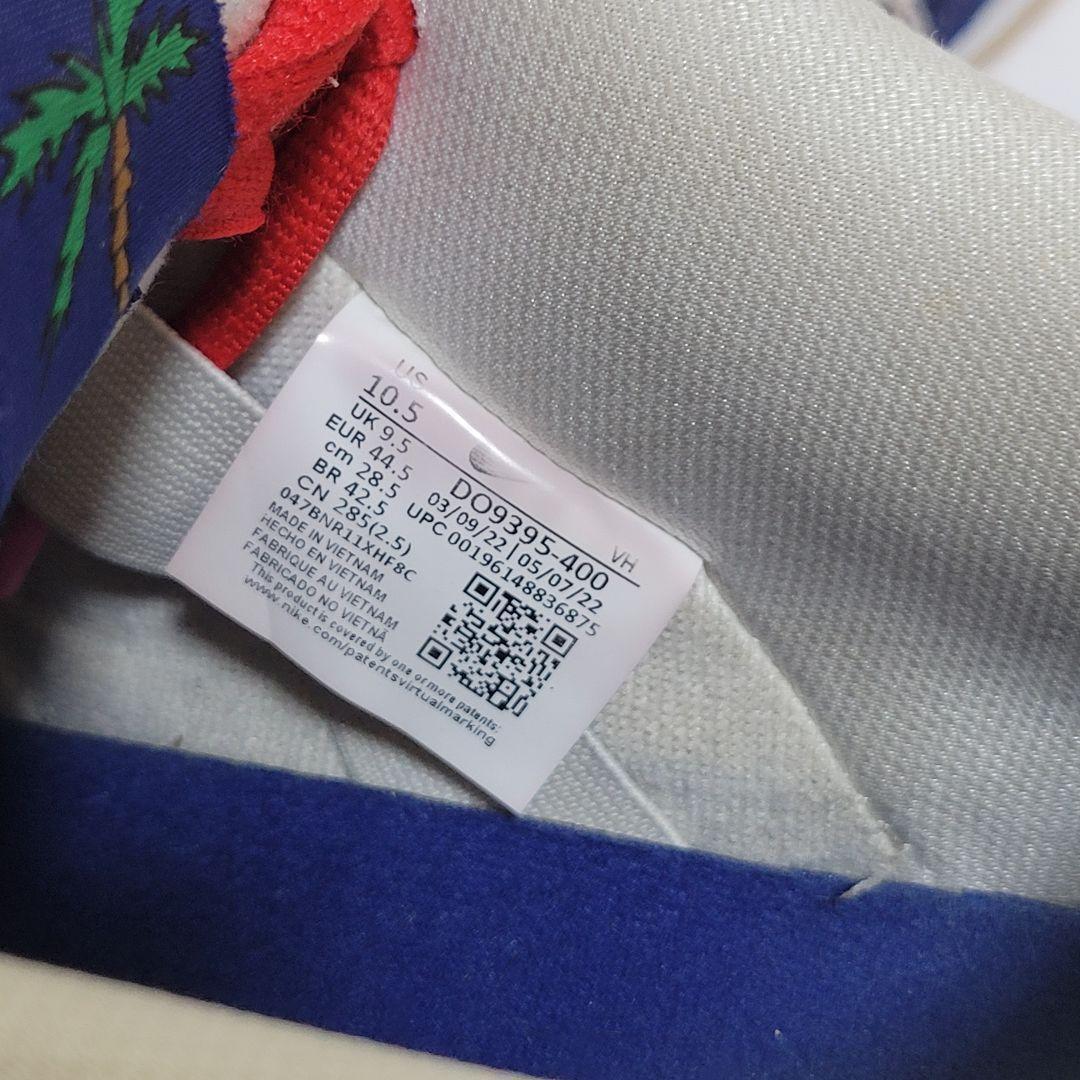 US
10.5
UK 9.5
EUR 44.5
cm 28.5
BR 42.5
CN 285(2.5)
047BNR11XHF8C
MADE IN VIETNAM
HECHO EN VIETNAM
FABRIQUE AU VIETNAM
FABRICADO NO VIETNÃ
This product is covered by one or more patents:
www.nike.com/patentsvirtualmarking
VH
DO9395-400
03/09/22|05/07/22
UPC 00196148836875